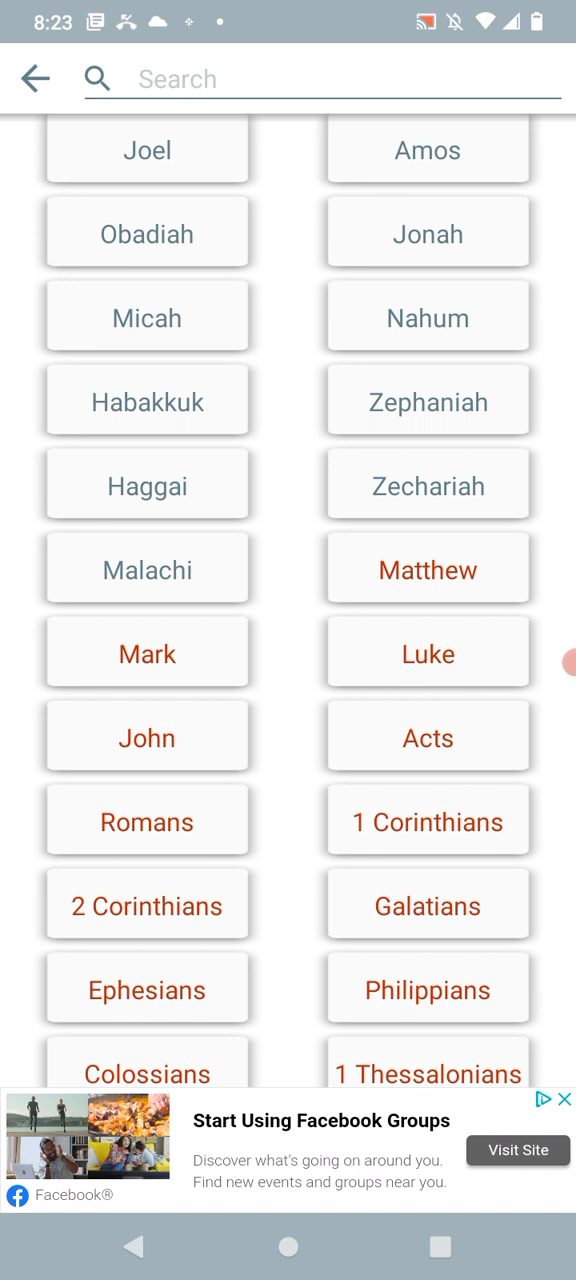 8:23
Search
Joel
Amos
Obadiah
Jonah
Micah
Nahum
Habakkuk
Zephaniah
Haggai
Zechariah
Malachi
Matthew
Mark
Luke
John
Acts
Romans
1 Corinthians
2 Corinthians
Galatians
Ephesians
Philippians
Colossians
1 Thessalonians
Start Using Facebook Groups
Discover what's going on around you.
Find new events and groups near you.
Visit Site
Facebook®